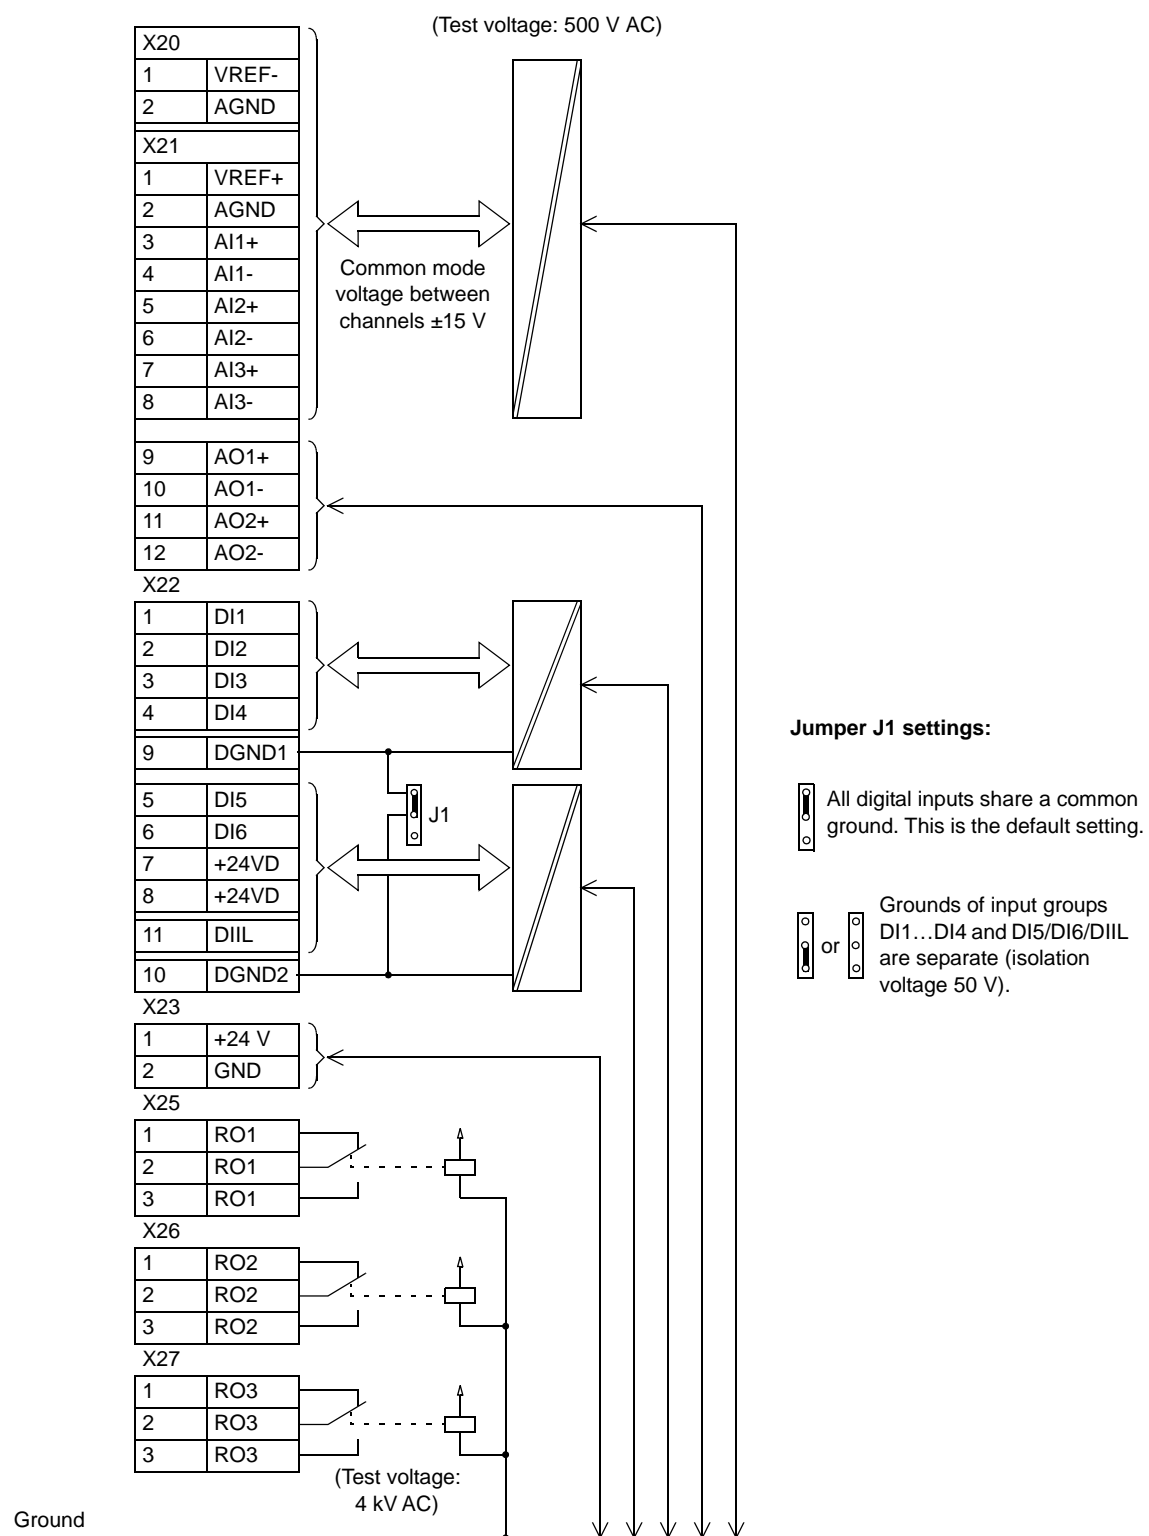 (Test voltage: 500 V AC)
X20
1 VREF-
2 AGND
X21
1 VREF+
2 AGND
3 AI1+
4 AI1-
5 AI2+
6 AI2-
7 AI3+
8 AI3-
Common mode
voltage between
channels ±15 V
9 AO1+
10 AO1-
11 AO2+
12 AO2-
X22
1 DI1
2 DI2
3 DI3
4 DI4
9 DGND1
5 DI5
6 DI6
7 +24VD
8 +24VD
11 DIIL
10 DGND2
J1
Jumper J1 settings:
All digital inputs share a common
ground. This is the default setting.
or
Grounds of input groups
DI1…DI4 and DI5/DI6/DIIL
are separate (isolation
voltage 50 V).
X23
1 +24 V
2 GND
X25
1 RO1
2 RO1
3 RO1
X26
1 RO2
2 RO2
3 RO2
X27
1 RO3
2 RO3
3 RO3
(Test voltage:
4 kV AC)
Ground